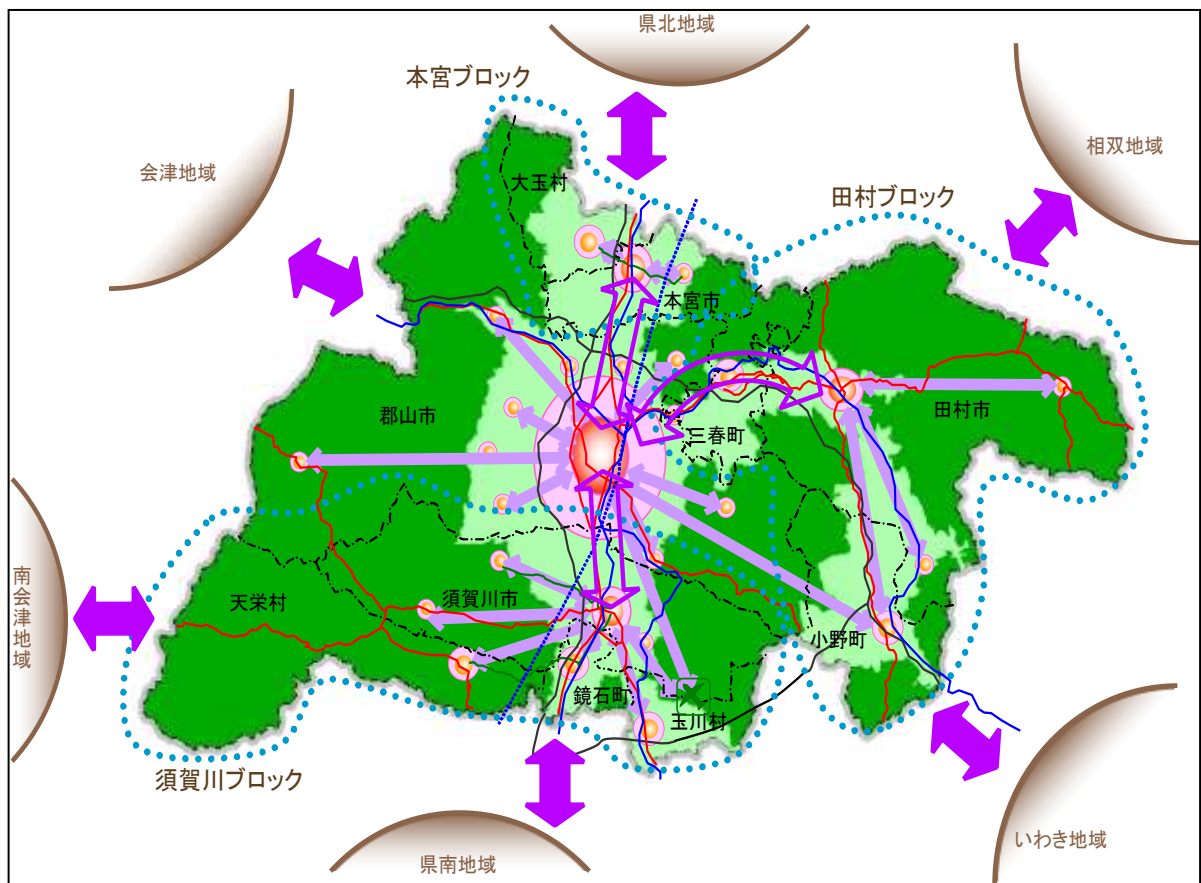 県北地域
本宮ブロック
会津地域
相双地域
大玉村
田村ブロック
本宮市
郡山市
田村市
三春町
南会津地域
天栄村
須賀川市
小野町
鏡石町
玉川村
須賀川ブロック
県南地域
いわき地域